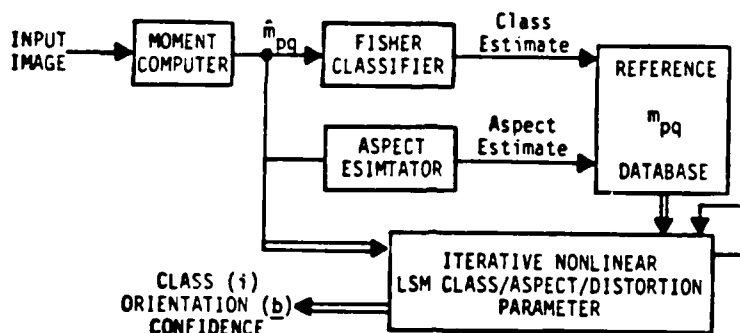 INPUT
IMAGE
MOMENT
COMPUTER
m̂pq
FISHER
CLASSIFIER
Class
Estimate
REFERENCE
mpq
DATABASE
ASPECT
ESIMTATOR
Aspect
Estimate
ITERATIVE NONLINEAR
LSM CLASS/ASPECT/DISTORTION
PARAMETER
CLASS (i)
ORIENTATION (b)
CONFIDENCE